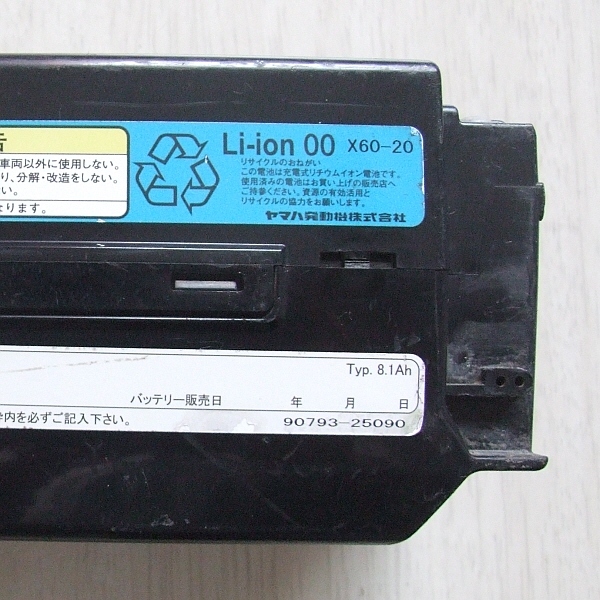 告
車両以外に使用しない。
り、分解・改造をしない。
ない。
なります。
Li-ion 00 X60-20
リサイクルのおねがい
この電池は充電式リチウムイオン電池です。
使用済みの電池はお買い上げの販売店へ
ご持参ください。資源の有効活用と
リサイクルの協力をお願いします。
ヤマハ発動機株式会社
Typ. 8.1Ah
バッテリー販売日 年 月 日
内を必ずご記入下さい。
90793-25090